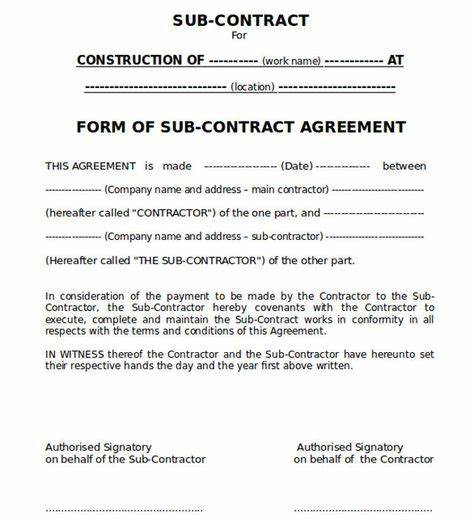 SUB-CONTRACT
For
CONSTRUCTION OF ---------- (work name) ------------ AT
----------------------------- (location) ------------------------
FORM OF SUB-CONTRACT AGREEMENT
THIS AGREEMENT is made -------------------- (Date) --------------- between
---------------- (Company name and address – main contractor) --------------------------
(hereafter called "CONTRACTOR") of the one part, and ----------------------------
---------------- (Company name and address – sub-contractor) ---------------------------
(Hereafter called "THE SUB-CONTRACTOR") of the other part.
In consideration of the payment to be made by the Contractor to the Sub-
Contractor, the Sub-Contractor hereby covenants with the Contractor to
execute, complete and maintain the Sub-Contract works in conformity in all
respects with the terms and conditions of this Agreement.
IN WITNESS thereof the Contractor and the Sub-Contractor have hereunto set
their respective hands the day and the year first above written.
Authorised Signatory Authorised Signatory
on behalf of the Sub-Contractor on behalf of the Contractor
........................................ ....................................